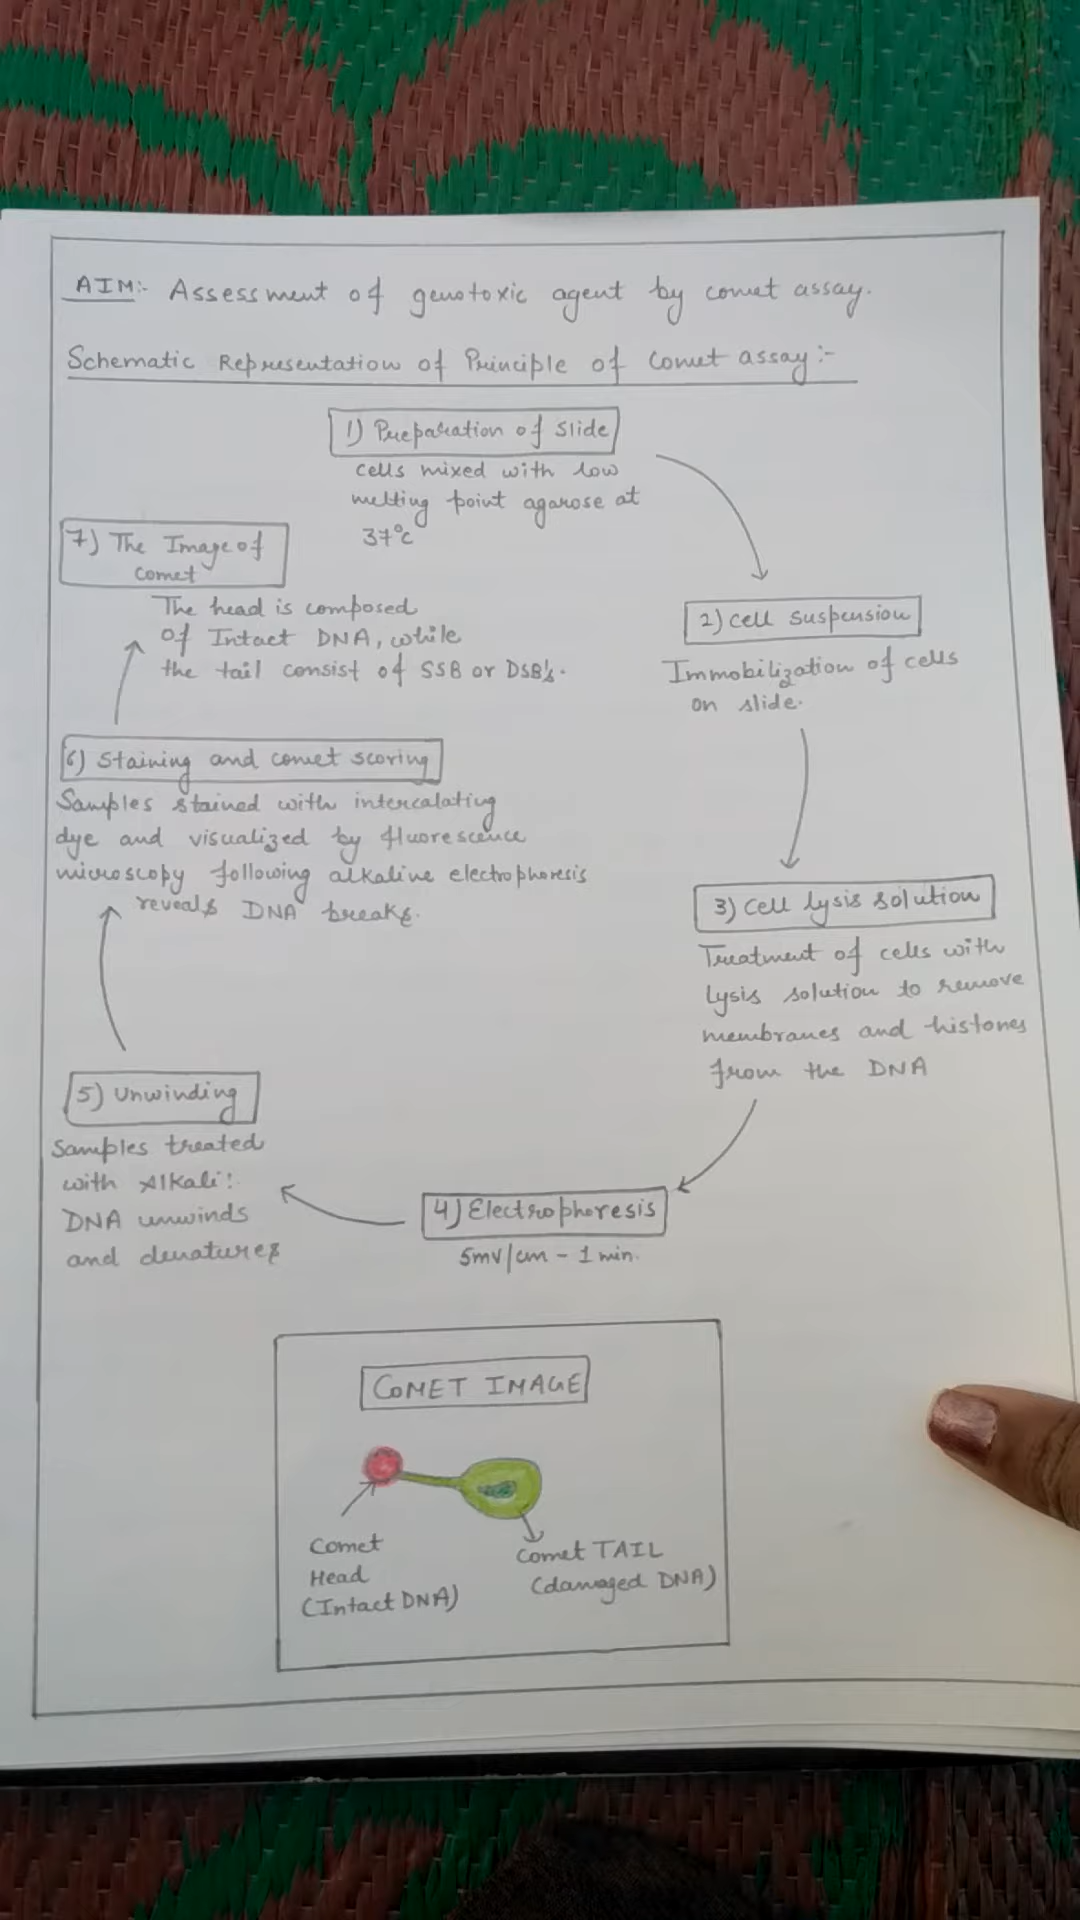 AIM:- Assessment of genotoxic agent by comet assay.
Schematic Representation of Principle of comet assay:-
1) Preparation of slide
cells mixed with low
melting point agarose at
37°c
2) cell suspension
Immobilization of cells
on slide.
3) Cell lysis solution
Treatment of cells with
lysis solution to remove
membranes and histones
from the DNA
4) Electrophoresis
5mv/cm - 1 min.
5) Unwinding
Samples treated
with Alkali:
DNA unwinds
and denatures
6) Staining and comet scoring
Samples stained with intercalating
dye and visualized by fluorescence
microscopy following alkaline electrophoresis
reveals DNA breaks.
7) The Image of
comet
The head is composed
of Intact DNA, while
the tail consist of SSB or DSB's.
COMET IMAGE
Comet
Head
(Intact DNA)
Comet TAIL
(damaged DNA)